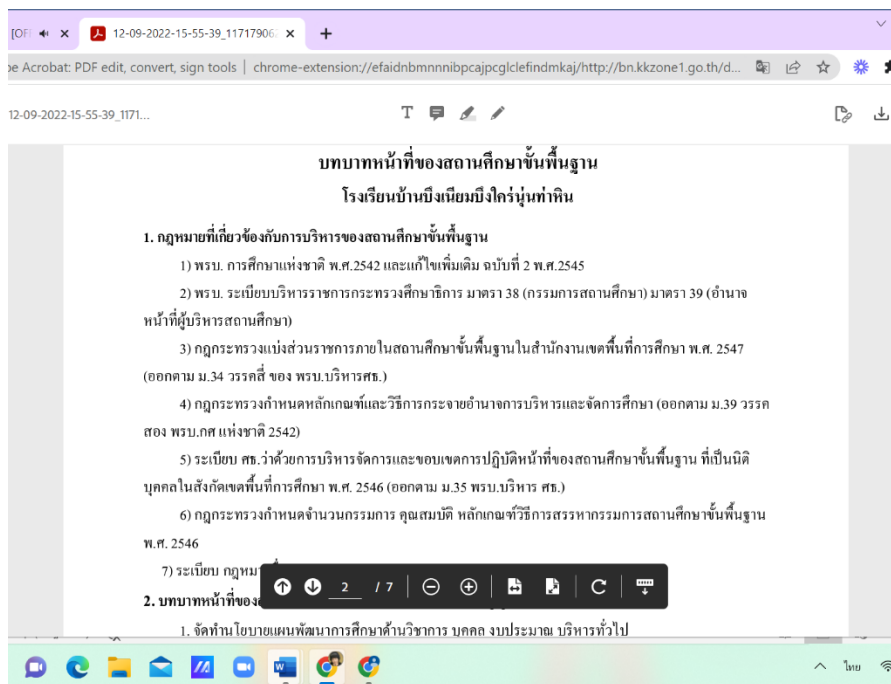 [OF
12-09-2022-15-55-39_11717906
be Acrobat: PDF edit, convert, sign tools | chrome-extension://efaidnbmnnnibpcajpcglclefindmkaj/http://bn.kkzone1.go.th/d...
12-09-2022-15-55-39_1171...
บทบาทหน้าที่ของสถานศึกษาขั้นพื้นฐาน
โรงเรียนบ้านบึงเนียมบึงใคร่นุ่นท่าหิน
1. กฎหมายที่เกี่ยวข้องกับการบริหารของสถานศึกษาขั้นพื้นฐาน
1) พรบ. การศึกษาแห่งชาติ พ.ศ.2542 และแก้ไขเพิ่มเติม ฉบับที่ 2 พ.ศ.2545
2) พรบ. ระเบียบบริหารราชการกระทรวงศึกษาธิการ มาตรา 38 (กรรมการสถานศึกษา) มาตรา 39 (อำนาจ
หน้าที่ผู้บริหารสถานศึกษา)
3) กฎกระทรวงแบ่งส่วนราชการภายในสถานศึกษาขั้นพื้นฐานในสำนักงานเขตพื้นที่การศึกษา พ.ศ. 2547
(ออกตาม ม.34 วรรคสี่ ของ พรบ.บริหารศธ.)
4) กฎกระทรวงกำหนดหลักเกณฑ์และวิธีการกระจายอำนาจการบริหารและจัดการศึกษา (ออกตาม ม.39 วรรค
สอง พรบ.กศ แห่งชาติ 2542)
5) ระเบียบ ศธ.ว่าด้วยการบริหารจัดการและขอบเขตการปฏิบัติหน้าที่ของสถานศึกษาขั้นพื้นฐาน ที่เป็นนิติ
บุคคลในสังกัดเขตพื้นที่การศึกษา พ.ศ. 2546 (ออกตาม ม.35 พรบ.บริหาร ศธ.)
6) กฎกระทรวงกำหนดจำนวนกรรมการ คุณสมบัติ หลักเกณฑ์วิธีการสรรหากรรมการสถานศึกษาขั้นพื้นฐาน
พ.ศ. 2546
7) ระเบียบ กฎหมา
2 / 7
2. บทบาทหน้าที่ของ
1. จัดทำนโยบายแผนพัฒนาการศึกษาด้านวิชาการ บุคคล งบประมาณ บริหารทั่วไป
ไทย